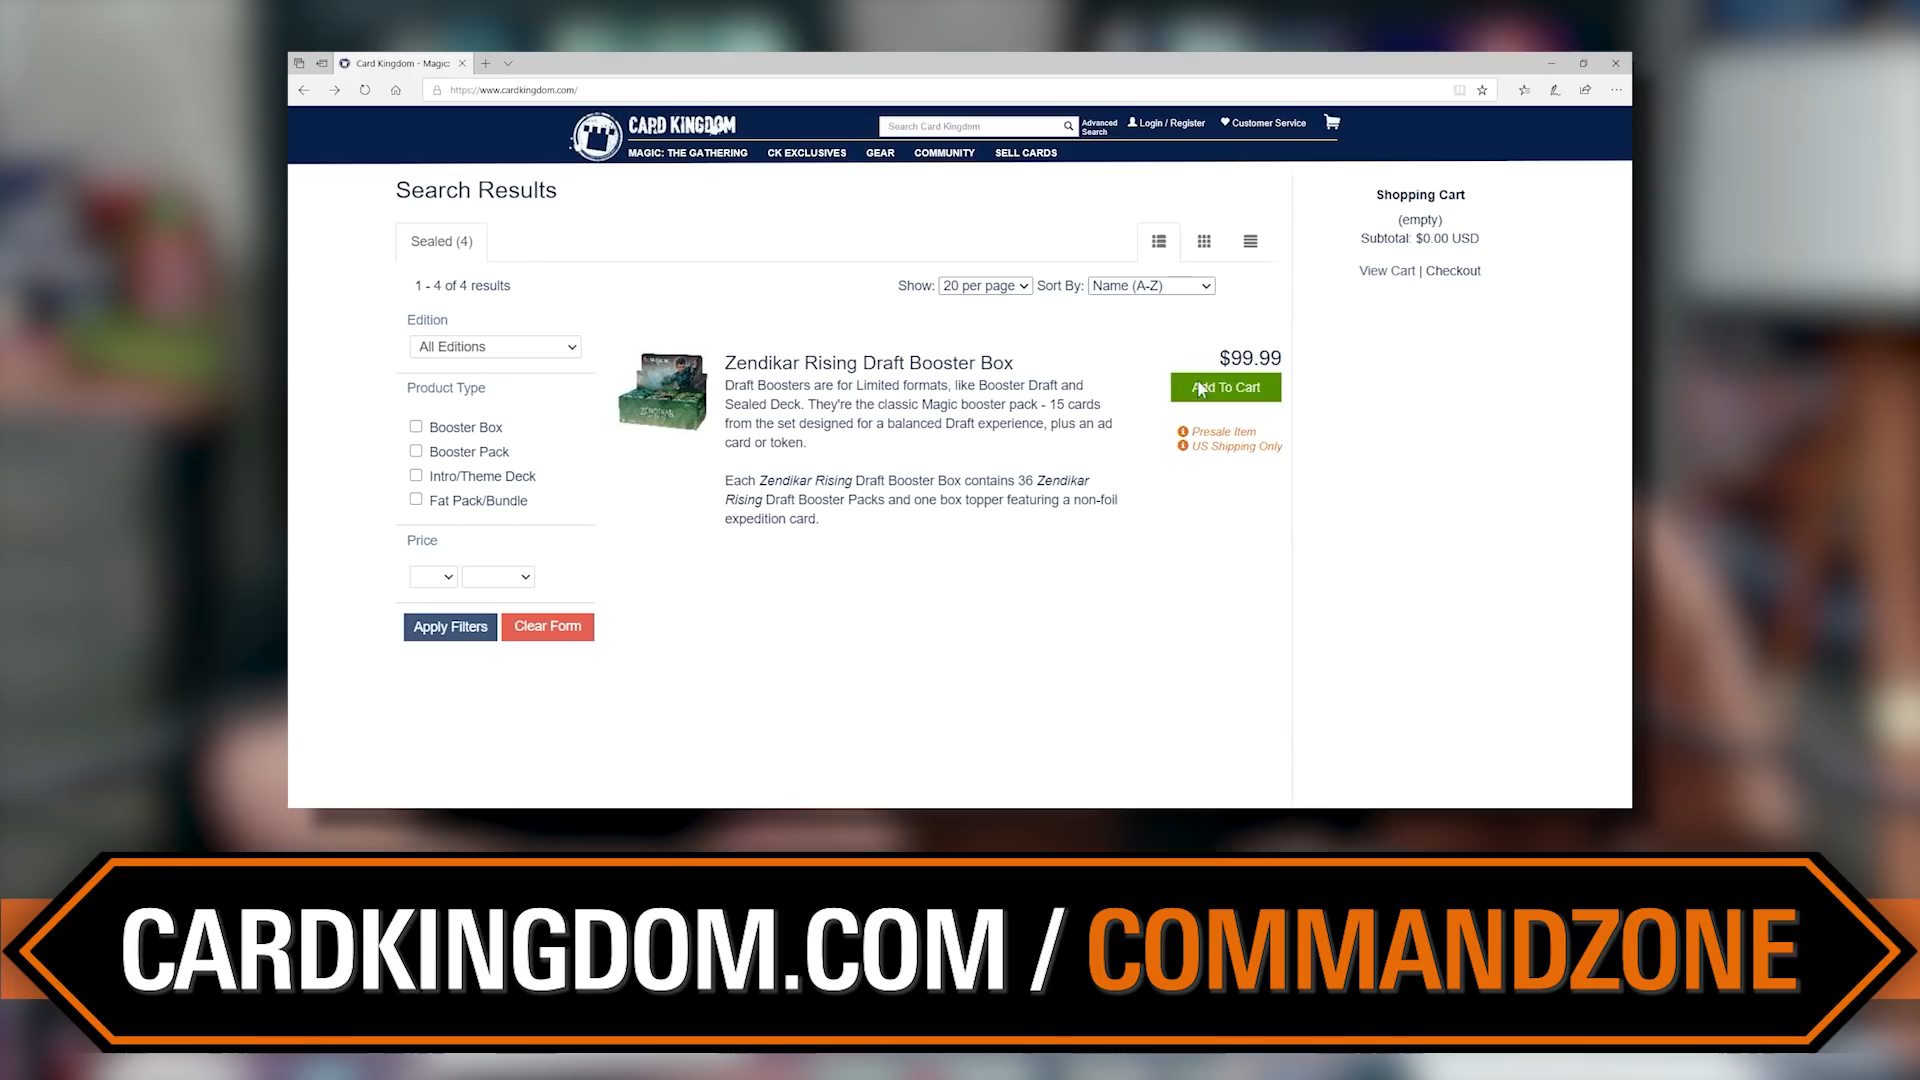 Card Kingdom - Magic:
https://www.cardkingdom.com/
CARD KINGDOM
Search Card Kingdom
Advanced Search
Login / Register
Customer Service
MAGIC: THE GATHERING
CK EXCLUSIVES
GEAR
COMMUNITY
SELL CARDS
Search Results
Sealed (4)
1 - 4 of 4 results
Show: 20 per page Sort By: Name (A-Z)
Edition
All Editions
Product Type
Booster Box
Booster Pack
Intro/Theme Deck
Fat Pack/Bundle
Price
Apply Filters
Clear Form
Zendikar Rising Draft Booster Box
Draft Boosters are for Limited formats, like Booster Draft and
Sealed Deck. They're the classic Magic booster pack - 15 cards
from the set designed for a balanced Draft experience, plus an ad
card or token.
Each Zendikar Rising Draft Booster Box contains 36 Zendikar
Rising Draft Booster Packs and one box topper featuring a non-foil
expedition card.
$99.99
Add To Cart
Presale Item
US Shipping Only
Shopping Cart
(empty)
Subtotal: $0.00 USD
View Cart | Checkout
CARDKINGDOM.COM / COMMANDZONE